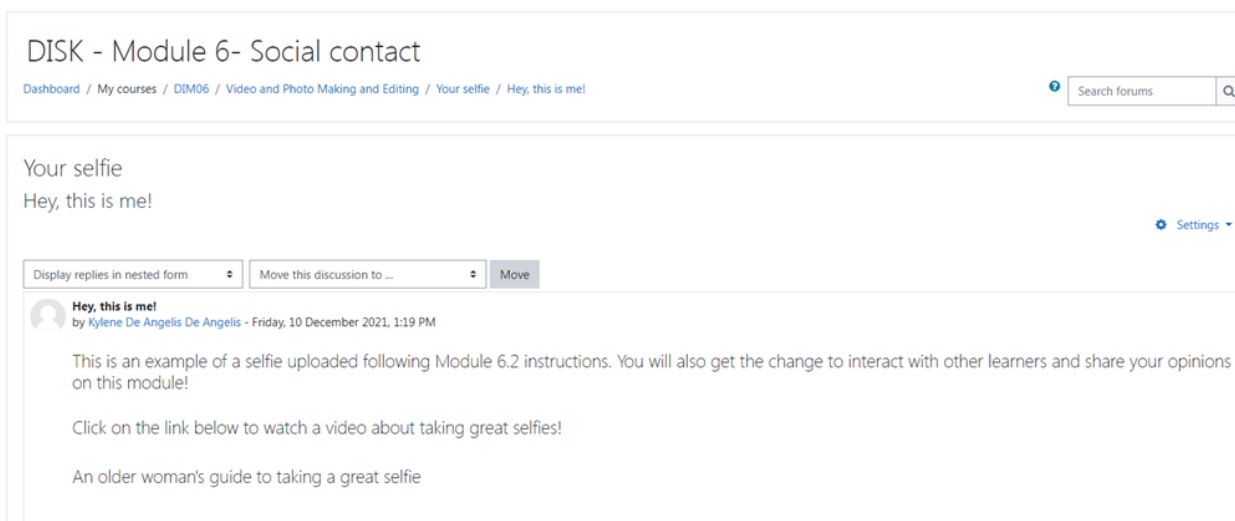 DISK - Module 6- Social contact
Dashboard / My courses / DIM06 / Video and Photo Making and Editing / Your selfie / Hey, this is me!
Search forums
Your selfie
Hey, this is me!
Settings
Display replies in nested form
Move this discussion to ...
Move
Hey, this is me!
by Kylene De Angelis De Angelis - Friday, 10 December 2021, 1:19 PM
This is an example of a selfie uploaded following Module 6.2 instructions. You will also get the change to interact with other learners and share your opinions
on this module!
Click on the link below to watch a video about taking great selfies!
An older woman's guide to taking a great selfie